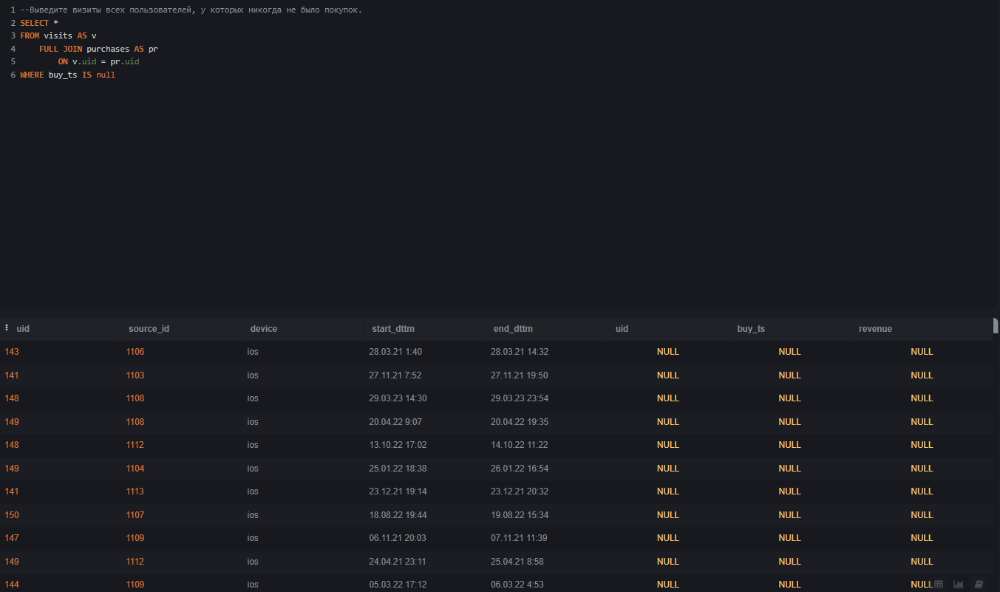 1 --Выведите визиты всех пользователей, у которых никогда не было покупок.
2 SELECT *
3 FROM visits AS v
4 FULL JOIN purchases AS pr
5 ON v.uid = pr.uid
6 WHERE buy_ts IS null
uid source_id device start_dttm end_dttm uid buy_ts revenue
143 1106 ios 28.03.21 1:40 28.03.21 14:32 NULL NULL NULL
141 1103 ios 27.11.21 7:52 27.11.21 19:50 NULL NULL NULL
148 1108 ios 29.03.23 14:30 29.03.23 23:54 NULL NULL NULL
149 1108 ios 20.04.22 9:07 20.04.22 19:35 NULL NULL NULL
148 1112 ios 13.10.22 17:02 14.10.22 11:22 NULL NULL NULL
149 1104 ios 25.01.22 18:38 26.01.22 16:54 NULL NULL NULL
141 1113 ios 23.12.21 19:14 23.12.21 20:32 NULL NULL NULL
150 1107 ios 18.08.22 19:44 19.08.22 15:34 NULL NULL NULL
147 1109 ios 06.11.21 20:03 07.11.21 11:39 NULL NULL NULL
149 1112 ios 24.04.21 23:11 25.04.21 8:58 NULL NULL NULL
144 1109 ios 05.03.22 17:12 06.03.22 4:53 NULL NULL NULL